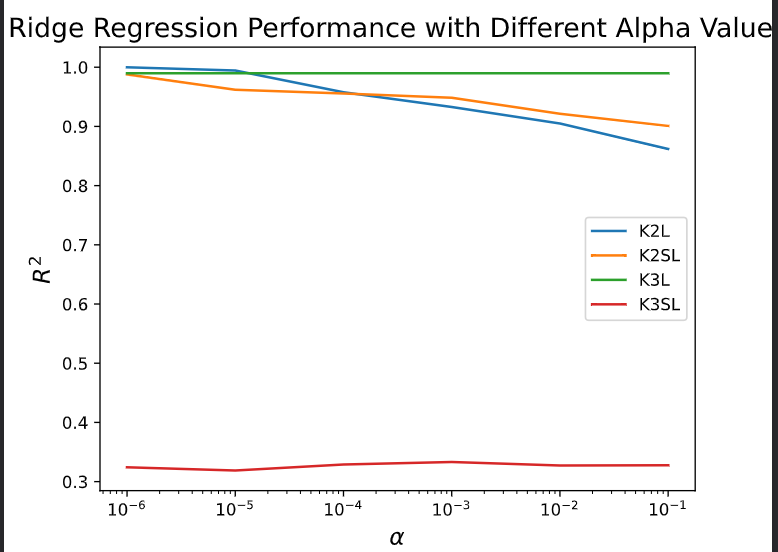 Ridge Regression Performance with Different Alpha Value
1.0
0.9
0.8
0.7
0.6
0.5
0.4
0.3
R²
K2L
K2SL
K3L
K3SL
10⁻⁶ 10⁻⁵ 10⁻⁴ 10⁻³ 10⁻² 10⁻¹
α